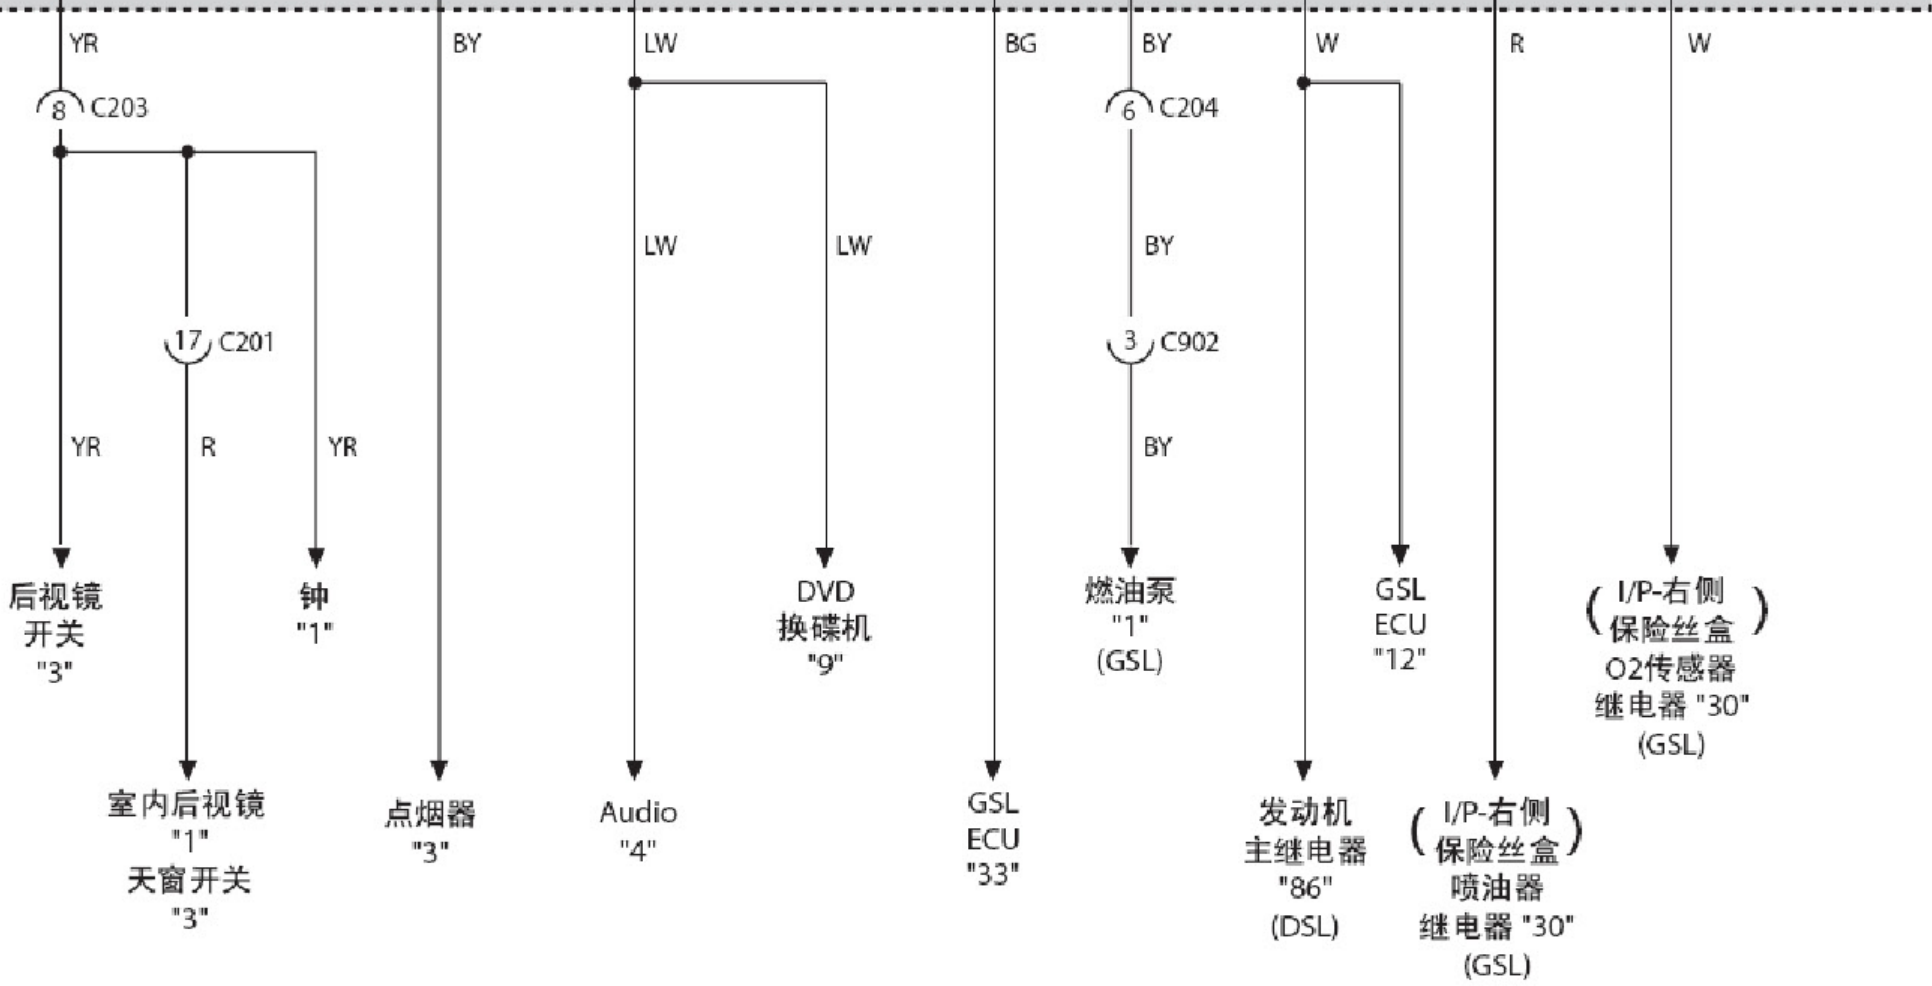 YR
BY
LW
BG
BY
W
R
W
8 C203
6 C204
LW
LW
BY
17 C201
3 C902
YR
R
YR
BY
后视镜
开关
"3"
钟
"1"
DVD
换碟机
"9"
燃油泵
"1"
(GSL)
GSL
ECU
"12"
( I/P-右侧
保险丝盒 )
O2传感器
继电器 "30"
(GSL)
室内后视镜
"1"
天窗开关
"3"
点烟器
"3"
Audio
"4"
GSL
ECU
"33"
发动机
主继电器
"86"
(DSL)
( I/P-右侧
保险丝盒 )
喷油器
继电器 "30"
(GSL)